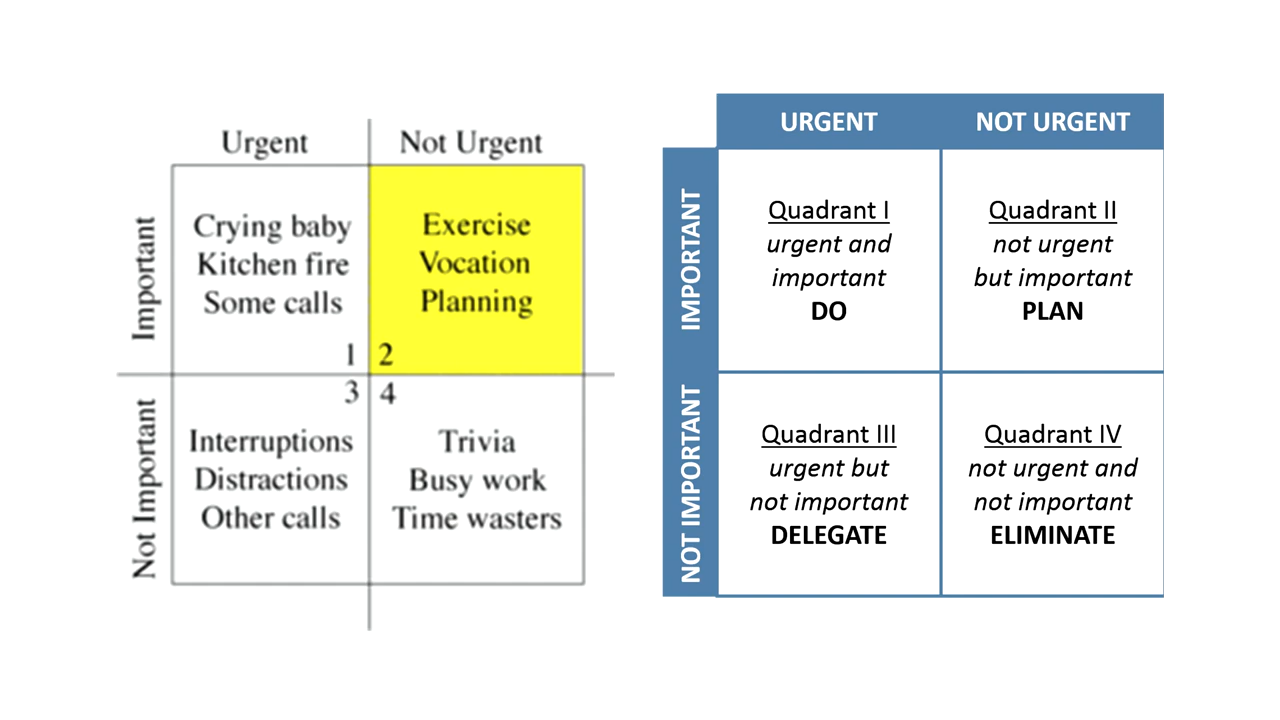 Urgent
Not Urgent
Important
Crying baby
Kitchen fire
Some calls
1
Exercise
Vocation
Planning
2
Not Important
3
Interruptions
Distractions
Other calls
4
Trivia
Busy work
Time wasters
URGENT
NOT URGENT
IMPORTANT
Quadrant I
urgent and
important
DO
Quadrant II
not urgent
but important
PLAN
NOT IMPORTANT
Quadrant III
urgent but
not important
DELEGATE
Quadrant IV
not urgent and
not important
ELIMINATE